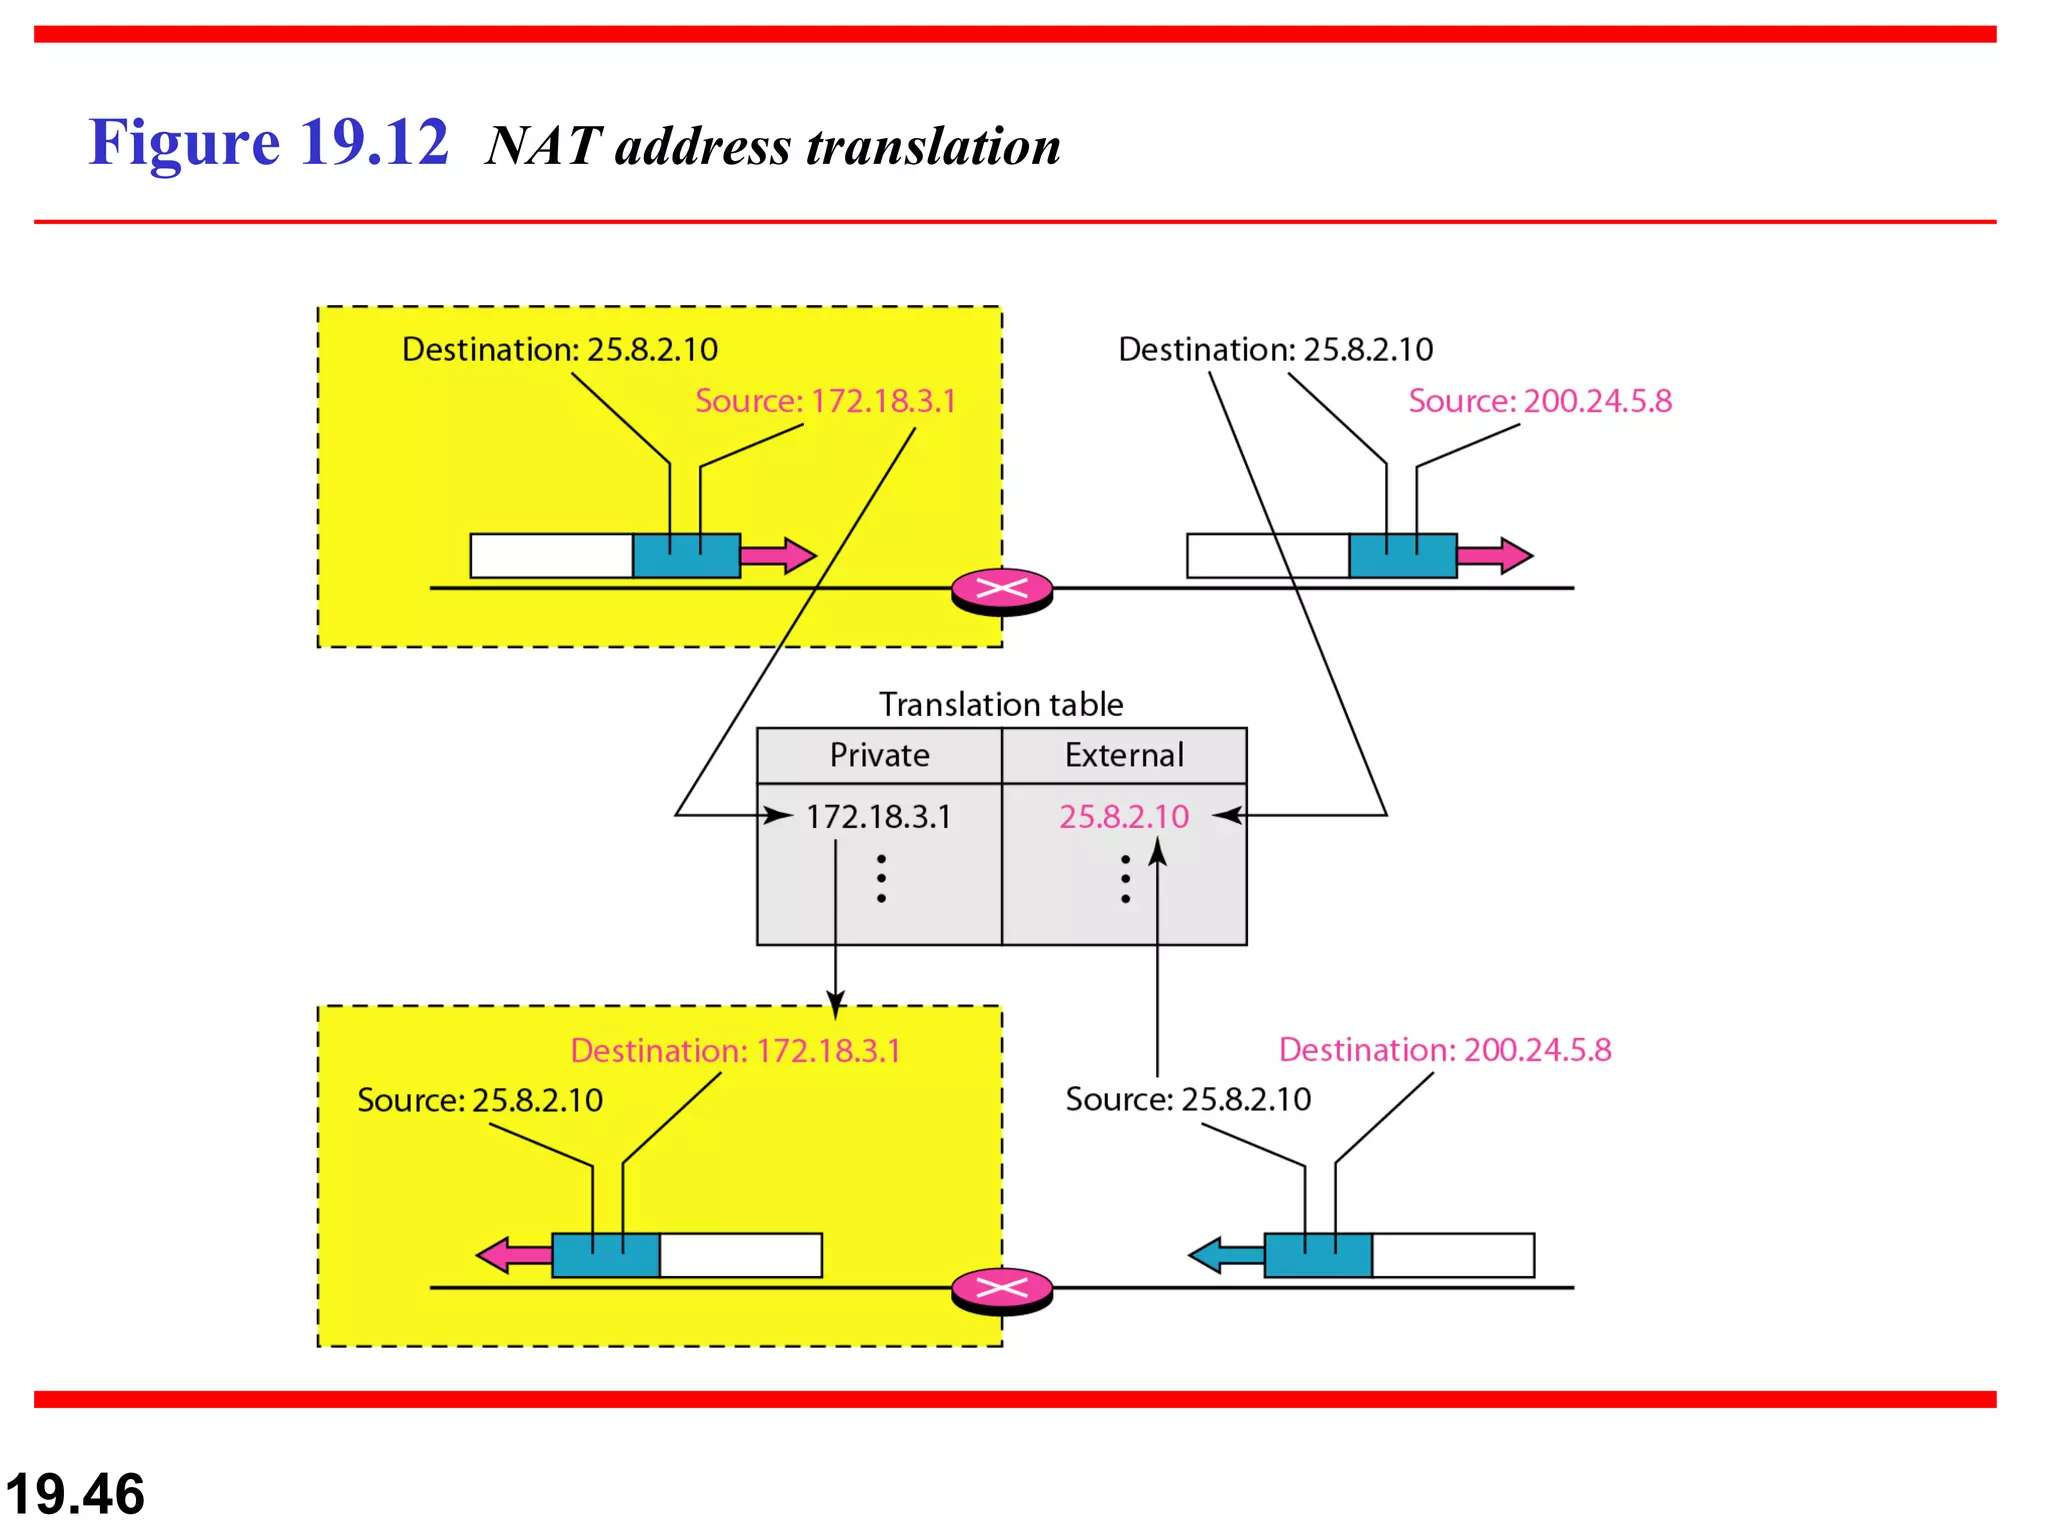 Figure 19.12 NAT address translation
Destination: 25.8.2.10
Source: 172.18.3.1
Destination: 25.8.2.10
Source: 200.24.5.8
Translation table
Private External
172.18.3.1 25.8.2.10
Destination: 172.18.3.1
Source: 25.8.2.10
Destination: 200.24.5.8
Source: 25.8.2.10
19.46